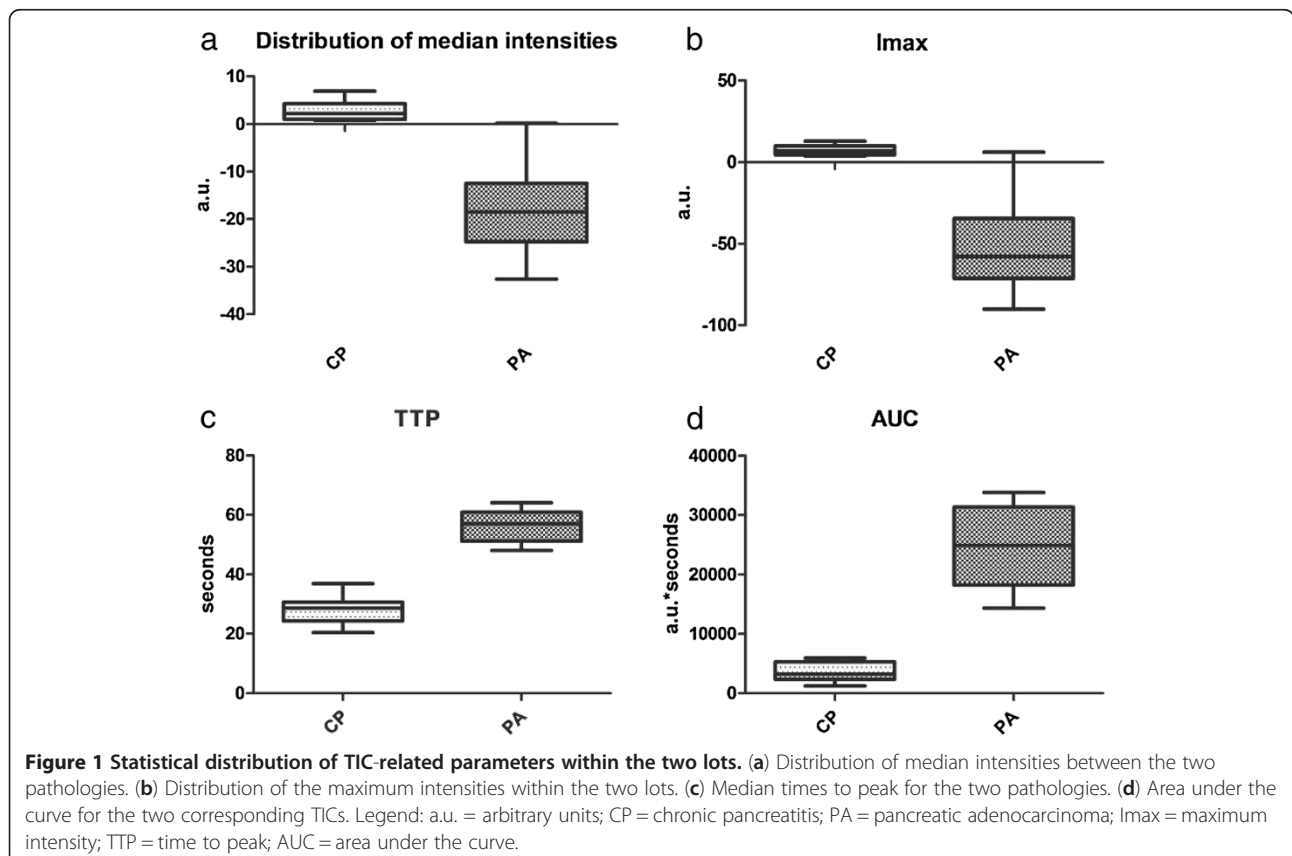 a Distribution of median intensities
10
0
-10
-20
-30
-40
a.u.
CP
PA
b Imax
50
0
-50
-100
a.u.
CP
PA
c TTP
80
60
40
20
0
seconds
CP
PA
d AUC
40000
30000
20000
10000
0
a.u.*seconds
CP
PA
Figure 1 Statistical distribution of TIC-related parameters within the two lots. (a) Distribution of median intensities between the two
pathologies. (b) Distribution of the maximum intensities within the two lots. (c) Median times to peak for the two pathologies. (d) Area under the
curve for the two corresponding TICs. Legend: a.u. = arbitrary units; CP = chronic pancreatitis; PA = pancreatic adenocarcinoma; Imax = maximum
intensity; TTP = time to peak; AUC = area under the curve.